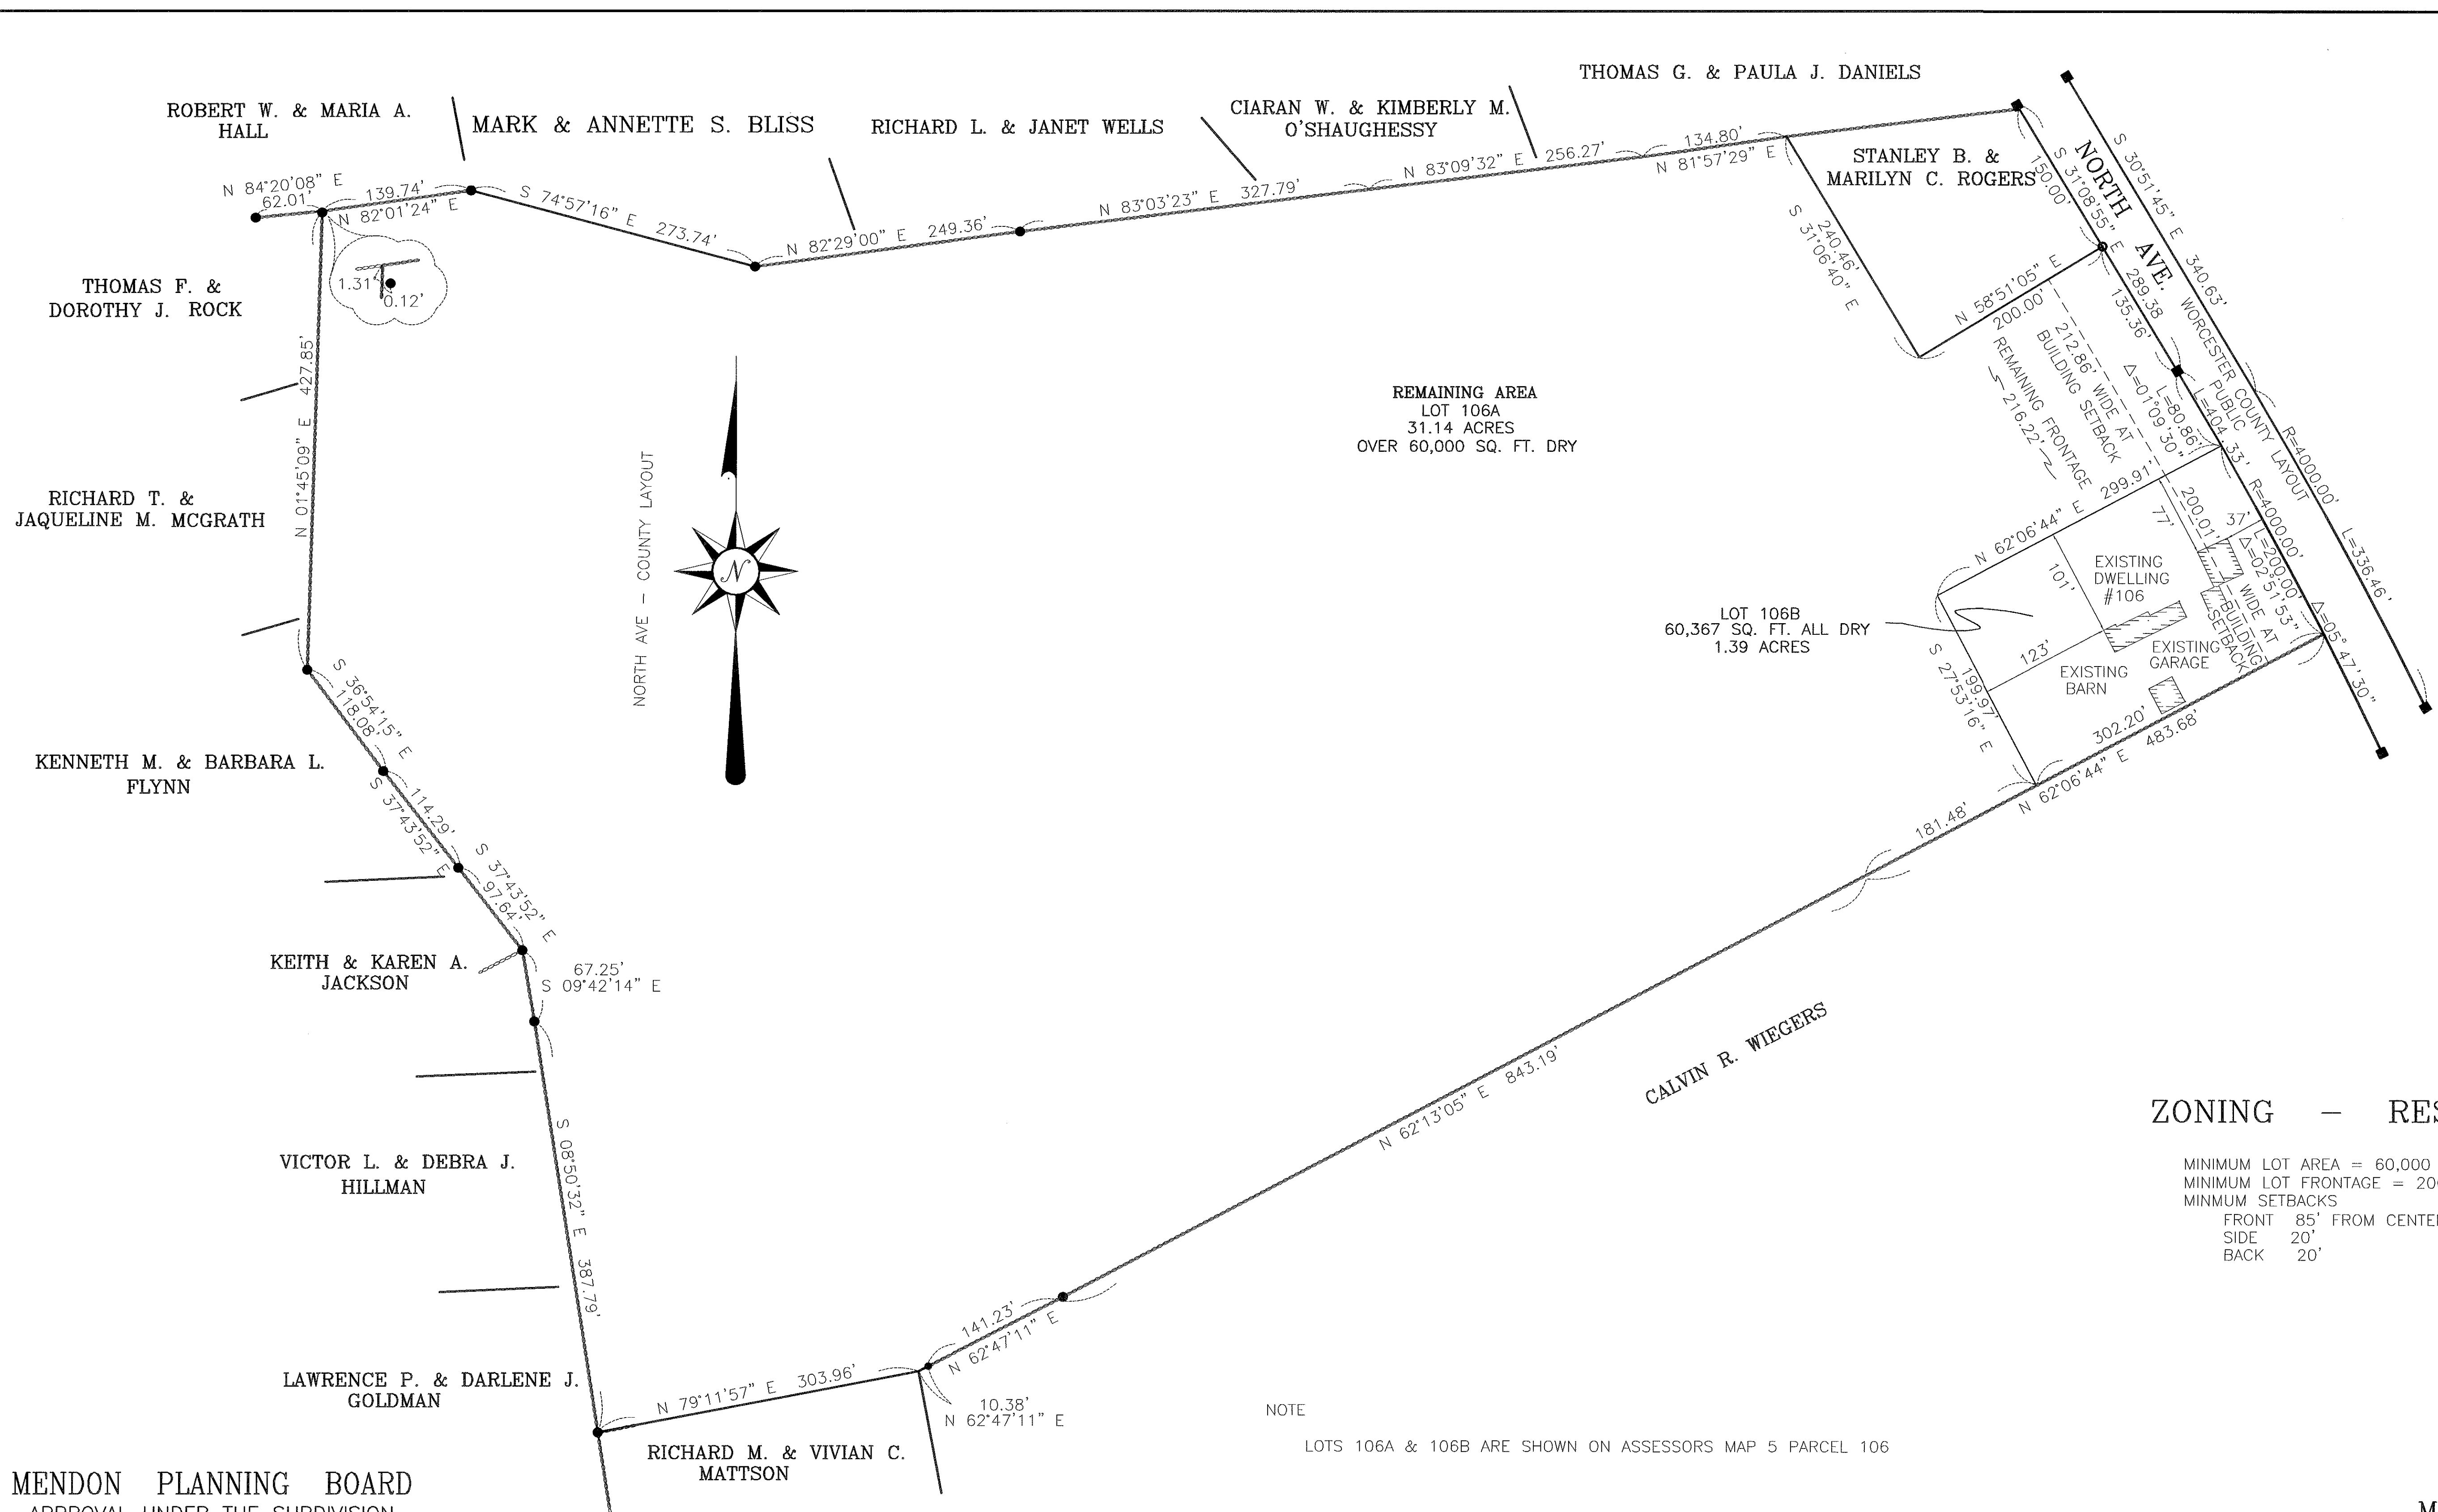 THOMAS G. & PAULA J. DANIELS
ROBERT W. & MARIA A.
HALL
MARK & ANNETTE S. BLISS
RICHARD L. & JANET WELLS
CIARAN W. & KIMBERLY M.
O'SHAUGHESSY
STANLEY B. &
MARILYN C. ROGERS
N 84°20'08" E
62.01'
139.74'
N 82°01'24" E
S 74°57'16" E 273.74'
N 82°29'00" E 249.36'
N 83°03'23" E 327.79'
N 83°09'32" E 256.27'
134.80'
N 81°57'29" E
240.46'
S 31°06'40" E
150.00'
S 31°08'55" E
289.38
135.36'
NORTH AVE.
WORCESTER COUNTY LAYOUT
PUBLIC
S 30°51'45" E 340.63'
R=4000.00' L=336.46'
N 58°51'05" E
200.00'
212.86' WIDE AT
BUILDING SETBACK
REMAINING FRONTAGE
216.22'
L=80.86'
Δ=01°09'30"
L=404.33' R=4000.00' Δ=05°47'30"
1.31'
0.12'
THOMAS F. &
DOROTHY J. ROCK
N 01°45'09" E 427.85'
RICHARD T. &
JAQUELINE M. MCGRATH
NORTH AVE - COUNTY LAYOUT
N
REMAINING AREA
LOT 106A
31.14 ACRES
OVER 60,000 SQ. FT. DRY
N 62°06'44" E 299.91'
77'
200.01' WIDE AT
BUILDING
SETBACK
37'
L=200.00'
Δ=02°51'53"
101'
EXISTING
DWELLING
#106
LOT 106B
60,367 SQ. FT. ALL DRY
1.39 ACRES
123'
EXISTING
GARAGE
EXISTING
BARN
199.97'
S 27°53'16" E
302.20'
N 62°06'44" E 483.68'
181.48'
S 36°54'15" E
118.08'
KENNETH M. & BARBARA L.
FLYNN
114.29'
S 37°43'52" E
S 37°43'52" E
97.64'
KEITH & KAREN A.
JACKSON
67.25'
S 09°42'14" E
CALVIN R. WIEGERS
N 62°13'05" E 843.19'
VICTOR L. & DEBRA J.
HILLMAN
S 08°50'32" E 387.79'
ZONING - RES
MINIMUM LOT AREA = 60,000
MINIMUM LOT FRONTAGE = 20
MINMUM SETBACKS
FRONT 85' FROM CENTE
SIDE 20'
BACK 20'
LAWRENCE P. & DARLENE J.
GOLDMAN
N 79°11'57" E 303.96'
141.23'
N 62°47'11" E
10.38'
N 62°47'11" E
RICHARD M. & VIVIAN C.
MATTSON
NOTE
LOTS 106A & 106B ARE SHOWN ON ASSESSORS MAP 5 PARCEL 106
MENDON PLANNING BOARD
APPROVAL UNDER THE SUBDIVISION